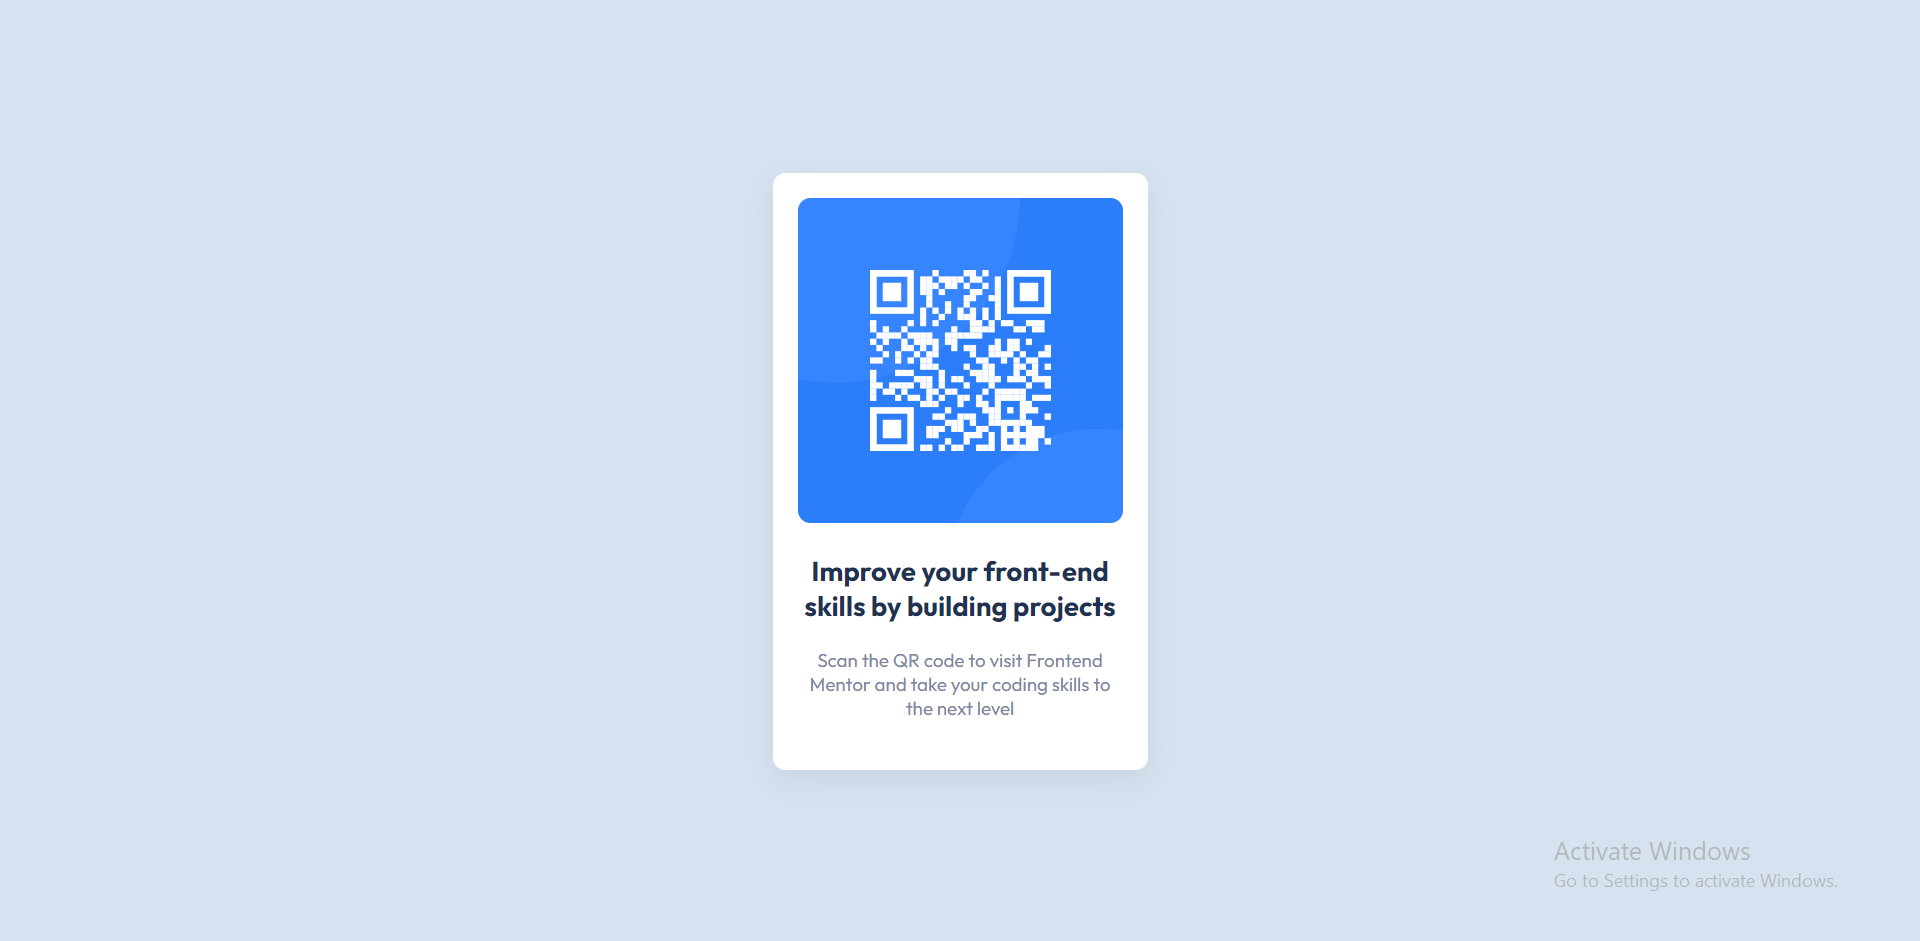 Improve your front-end
skills by building projects
Scan the QR code to visit Frontend
Mentor and take your coding skills to
the next level
Activate Windows
Go to Settings to activate Windows.